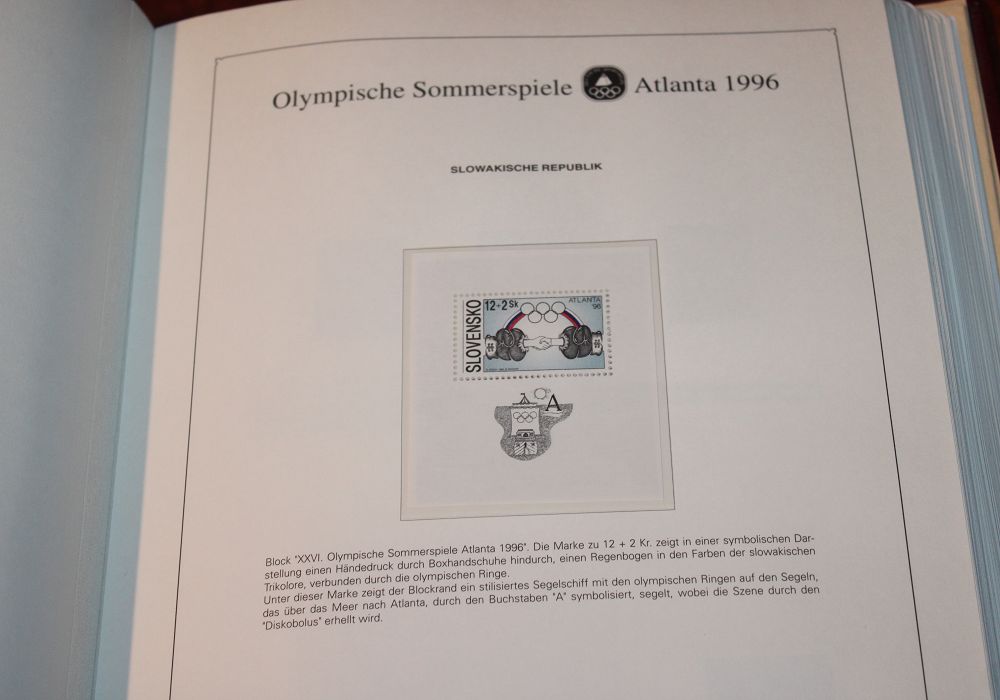 Olympische Sommerspiele Atlanta 1996
SLOWAKISCHE REPUBLIK
SLOVENSKO
12+2 Sk
ATLANTA
'96
A
Block "XXVI. Olympische Sommerspiele Atlanta 1996". Die Marke zu 12 + 2 Kr. zeigt in einer symbolischen Dar-
stellung einen Händedruck durch Boxhandschuhe hindurch, einen Regenbogen in den Farben der slowakischen
Trikolore, verbunden durch die olympischen Ringe.
Unter dieser Marke zeigt der Blockrand ein stilisiertes Segelschiff mit den olympischen Ringen auf den Segeln,
das über das Meer nach Atlanta, durch den Buchstaben "A" symbolisiert, segelt, wobei die Szene durch den
"Diskobolus" erhellt wird.